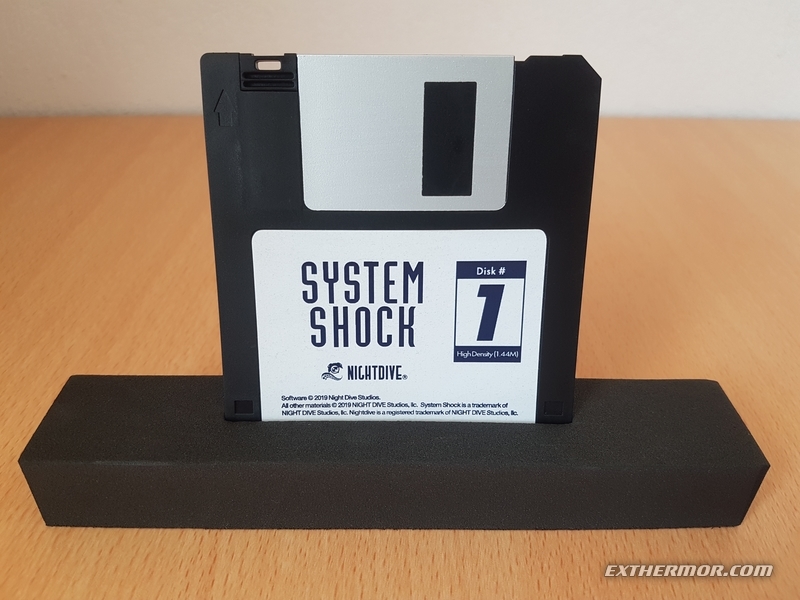 SYSTEM
SHOCK
Disk #
1
High Density (1.44M)
NIGHTDIVE®
Software © 2019 Night Dive Studios.
All other materials © 2019 NIGHT DIVE Studios, llc. System Shock is a trademark of
NIGHT DIVE Studios, llc. Nightdive is a registered trademark of NIGHT DIVE Studios, llc.
EXTHERMOR.COM